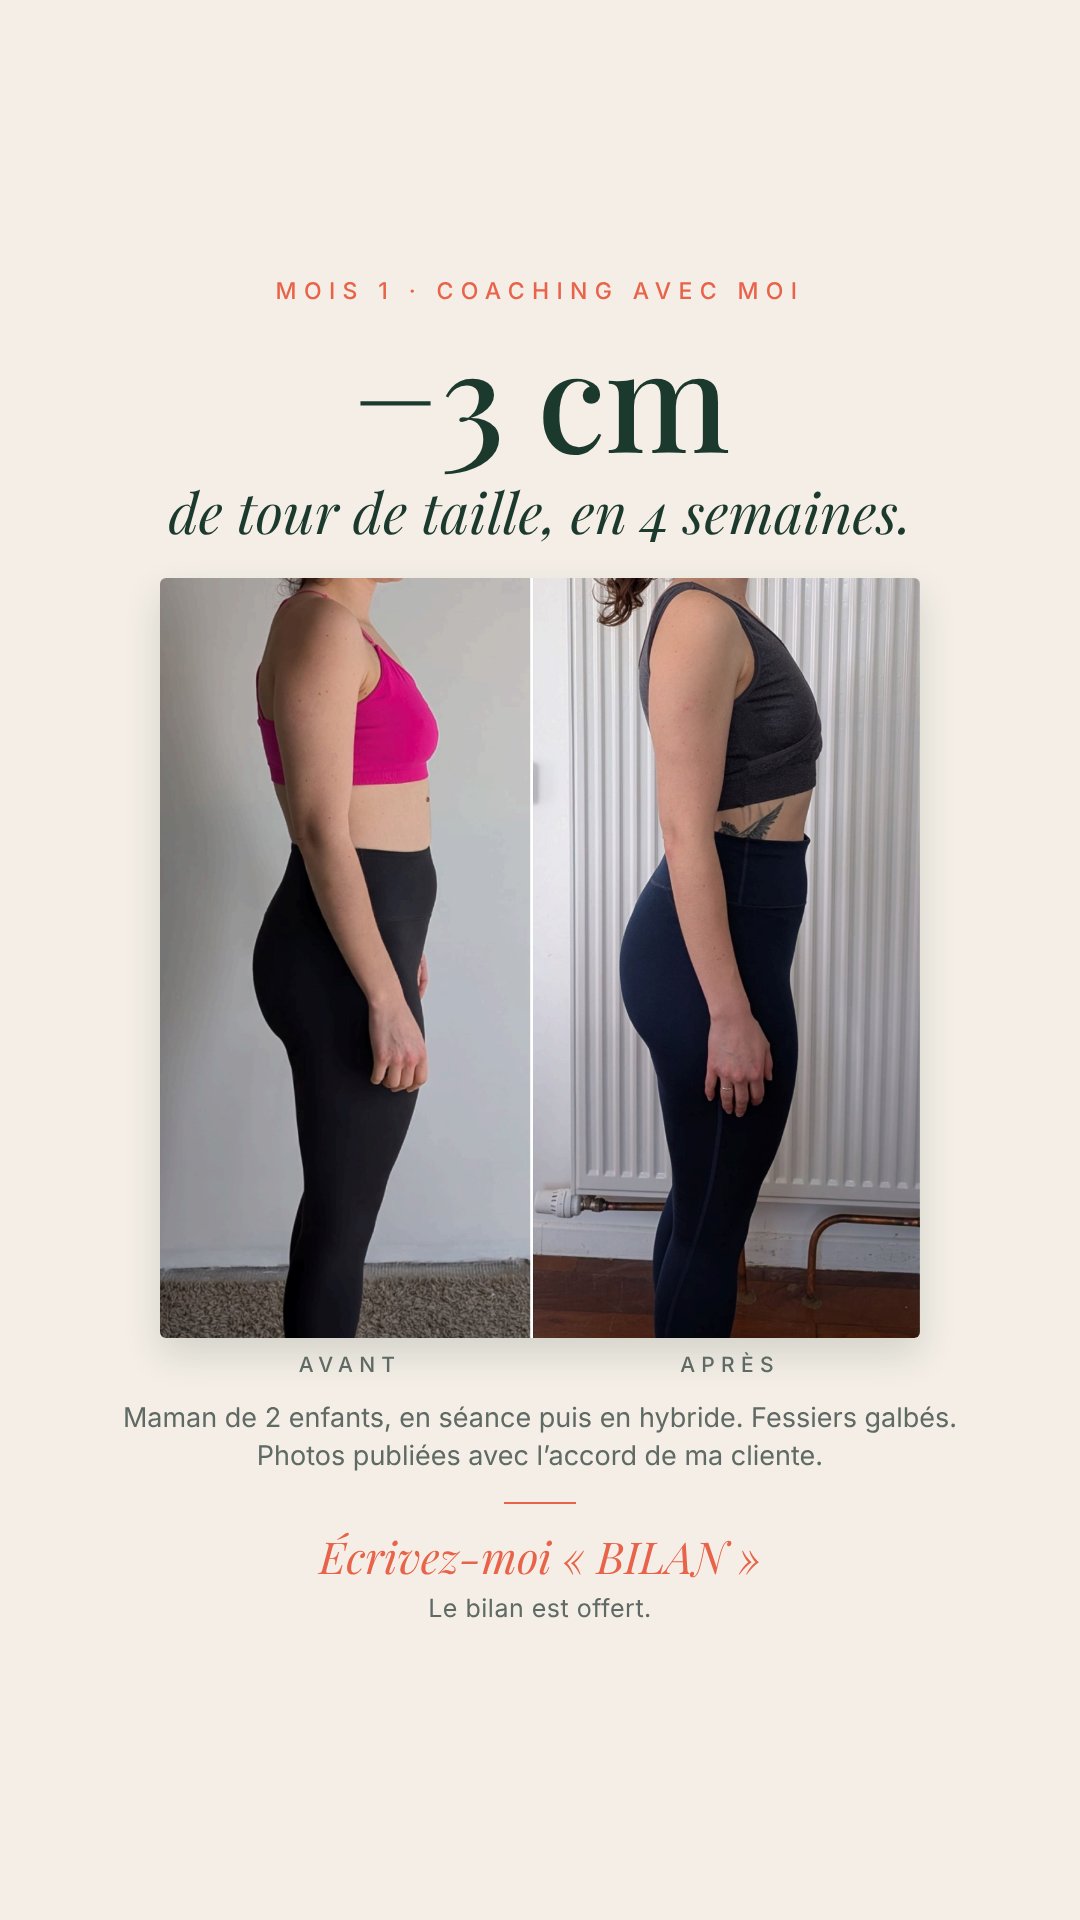 MOIS 1 · COACHING AVEC MOI
−3 cm
de tour de taille, en 4 semaines.
AVANT
APRÈS
Maman de 2 enfants, en séance puis en hybride. Fessiers galbés.
Photos publiées avec l’accord de ma cliente.
Écrivez-moi « BILAN »
Le bilan est offert.